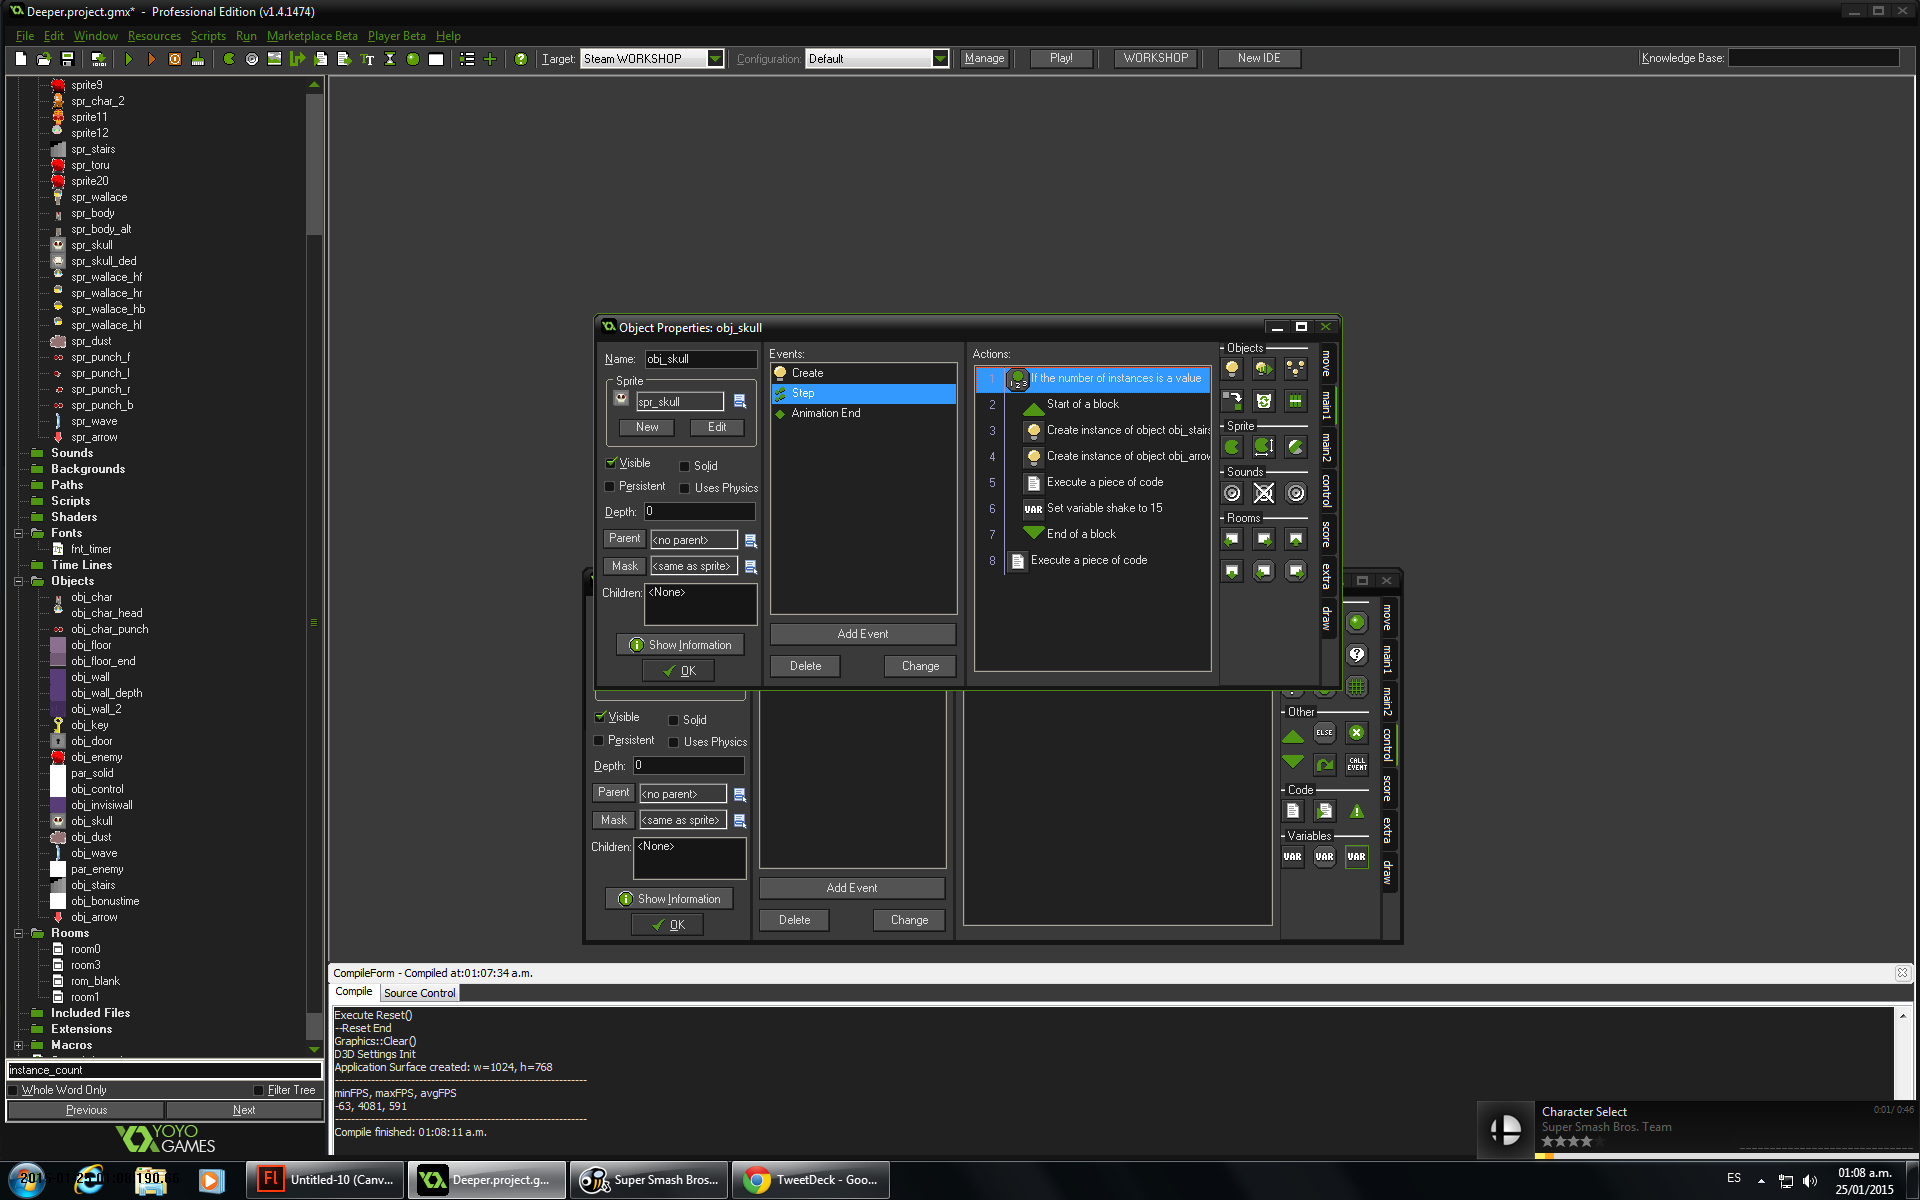 Deeper.project.gmx* - Professional Edition (v1.4.1474)
File Edit Window Resources Scripts Run Marketplace Beta Player Beta Help
Target: Steam WORKSHOP Configuration: Default Manage Play! WORKSHOP New IDE Knowledge Base:
sprite9
spr_char_2
sprite11
sprite12
spr_stairs
spr_toru
sprite20
spr_wallace
spr_body
spr_body_alt
spr_skull
spr_skull_ded
spr_wallace_hf
spr_wallace_hr
spr_wallace_hb
spr_wallace_hl
spr_dust
spr_punch_f
spr_punch_l
spr_punch_r
spr_punch_b
spr_wave
spr_arrow
Sounds
Backgrounds
Paths
Scripts
Shaders
Fonts
fnt_timer
Time Lines
Objects
obj_char
obj_char_head
obj_char_punch
obj_floor
obj_floor_end
obj_wall
obj_wall_depth
obj_wall_2
obj_key
obj_door
obj_enemy
par_solid
obj_control
obj_invisiwall
obj_skull
obj_dust
obj_wave
par_enemy
obj_stairs
obj_bonustime
obj_arrow
Rooms
room0
room3
rom_blank
room1
Included Files
Extensions
Macros
instance_count
Whole Word Only Filter Tree
Previous Next
YOYO
GAMES
Object Properties: obj_skull
Name: obj_skull
Sprite
spr_skull
New Edit
Visible Solid
Persistent Uses Physics
Depth: 0
Parent <no parent>
Mask <same as sprite>
Children: <None>
Show Information
OK
Events:
Create
Step
Animation End
Add Event
Delete Change
Actions:
1 If the number of instances is a value
2 Start of a block
3 Create instance of object obj_stairs
4 Create instance of object obj_arrow
5 Execute a piece of code
6 VAR Set variable shake to 15
7 End of a block
8 Execute a piece of code
Objects
Sprite
Sounds
Rooms
move
main1
main2
control
score
extra
draw
Visible Solid
Persistent Uses Physics
Depth: 0
Parent <no parent>
Mask <same as sprite>
Children: <None>
Show Information
OK
Add Event
Delete Change
Other
ELSE
CALL EVENT
Code
Variables
VAR VAR VAR
move
main1
main2
control
score
extra
draw
CompileForm - Compiled at:01:07:34 a.m.
Compile Source Control
Execute Reset()
--Reset End
Graphics::Clear()
D3D Settings Init
Application Surface created: w=1024, h=768
minFPS, maxFPS, avgFPS
-63, 4081, 591
Compile finished: 01:08:11 a.m.
Character Select 0:01/ 0:46
Super Smash Bros. Team
Untitled-10 (Canv...
Deeper.project.g...
Super Smash Bros...
TweetDeck - Goo...
ES
01:08 a.m.
25/01/2015